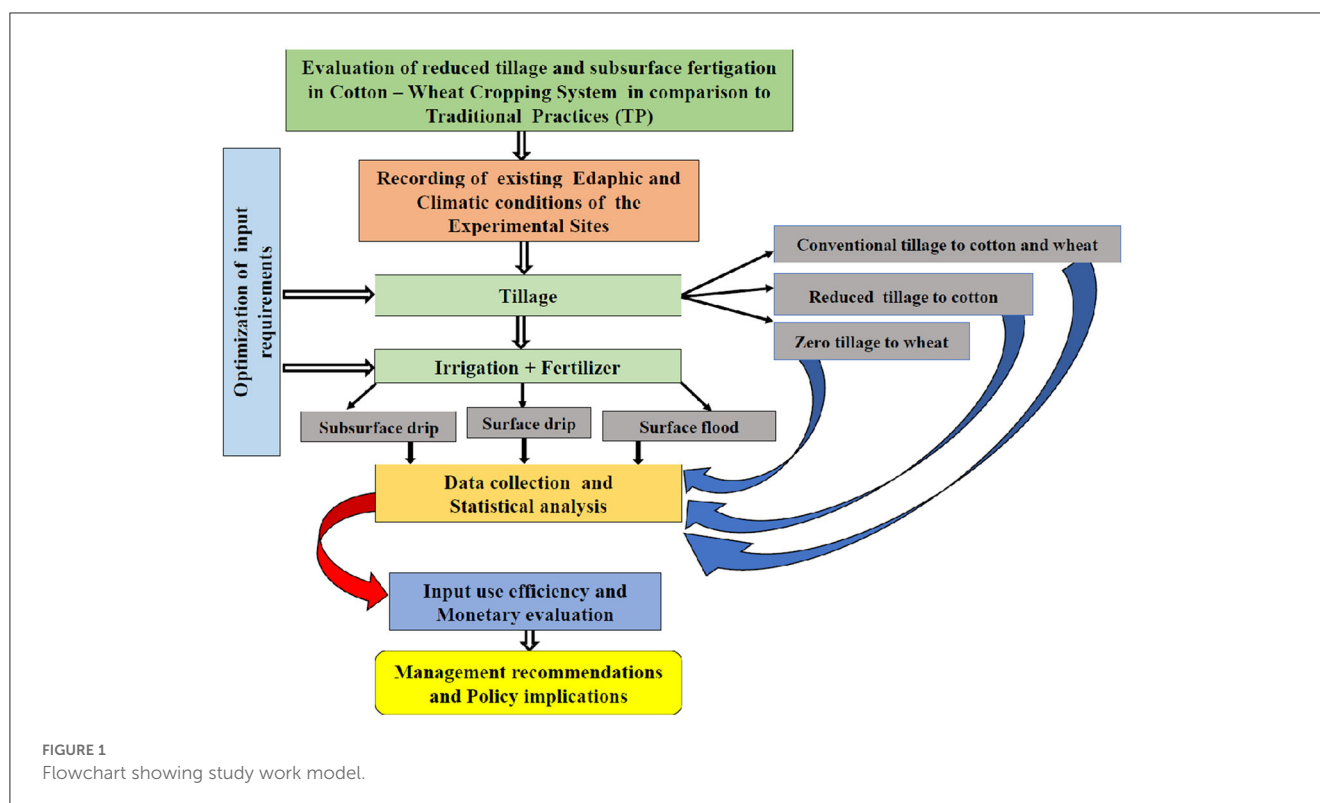 Evaluation of reduced tillage and subsurface fertigation
in Cotton – Wheat Cropping System in comparison to
Traditional Practices (TP)
Optimization of input
requirements
Recording of existing Edaphic and
Climatic conditions of the
Experimental Sites
Tillage
Conventional tillage to cotton and wheat
Reduced tillage to cotton
Zero tillage to wheat
Irrigation + Fertilizer
Subsurface drip
Surface drip
Surface flood
Data collection and
Statistical analysis
Input use efficiency and
Monetary evaluation
Management recommendations
and Policy implications
FIGURE 1
Flowchart showing study work model.